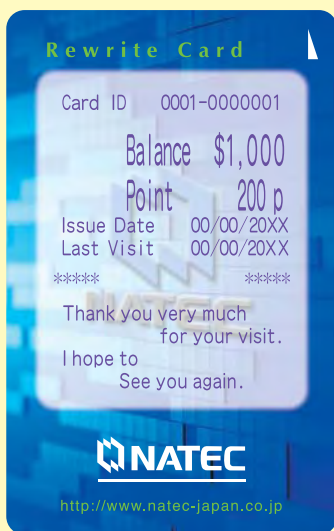 Rewrite Card
Card ID 0001-0000001
Balance $1,000
Point 200 p
Issue Date 00/00/20XX
Last Visit 00/00/20XX
***** *****
Thank you very much
for your visit.
I hope to
See you again.
NATEC
NATEC
http://www.natec-japan.co.jp